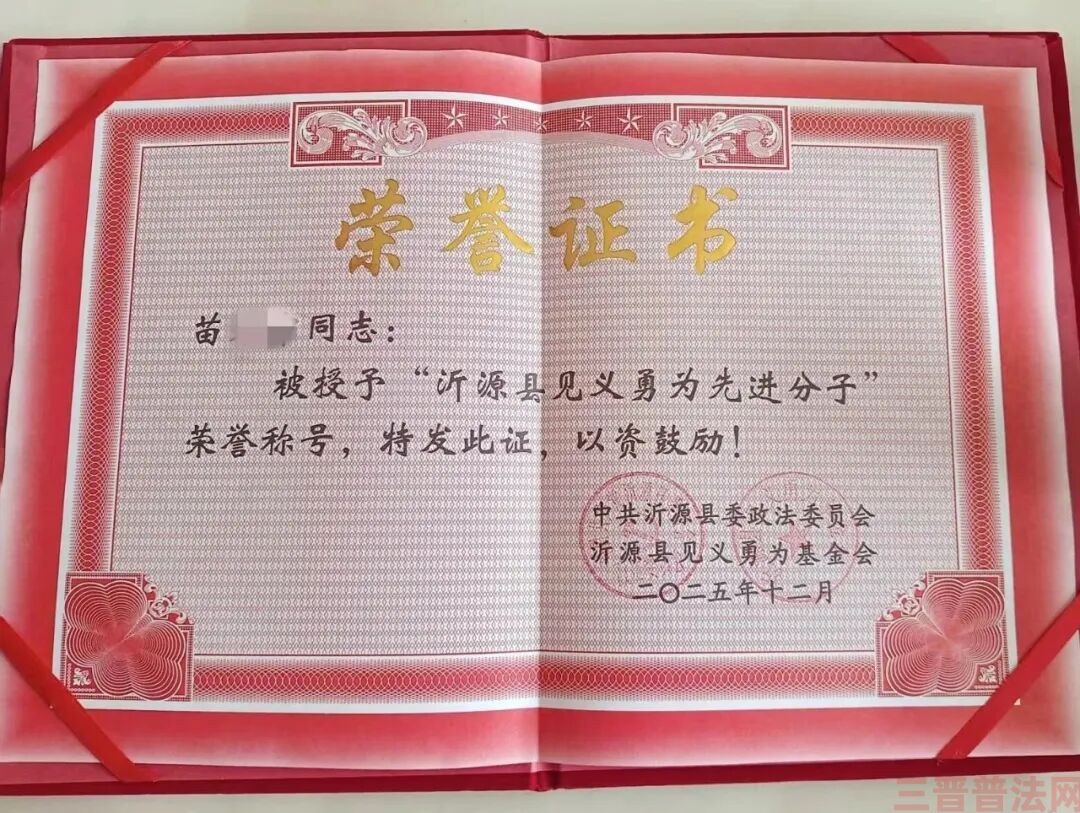 荣誉证书
苗 同志：
被授予“沂源县见义勇为先进分子”
荣誉称号，特发此证，以资鼓励！
中共沂源县委政法委员会
沂源县见义勇为基金会
二〇二五年十二月
三晋普法网